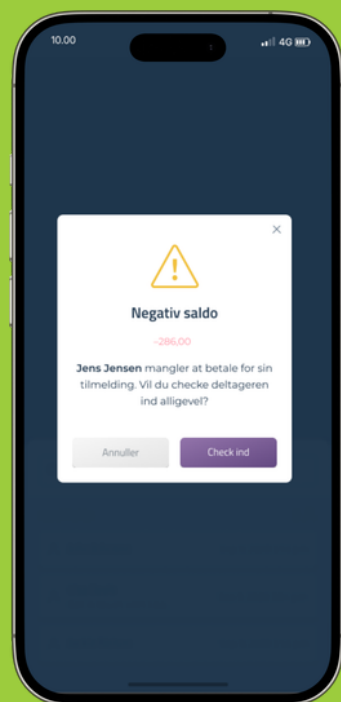 10.00 4G
Negativ saldo
-286,00
Jens Jensen mangler at betale for sin
tilmelding. Vil du checke deltageren
ind alligevel?
Annuller Check ind